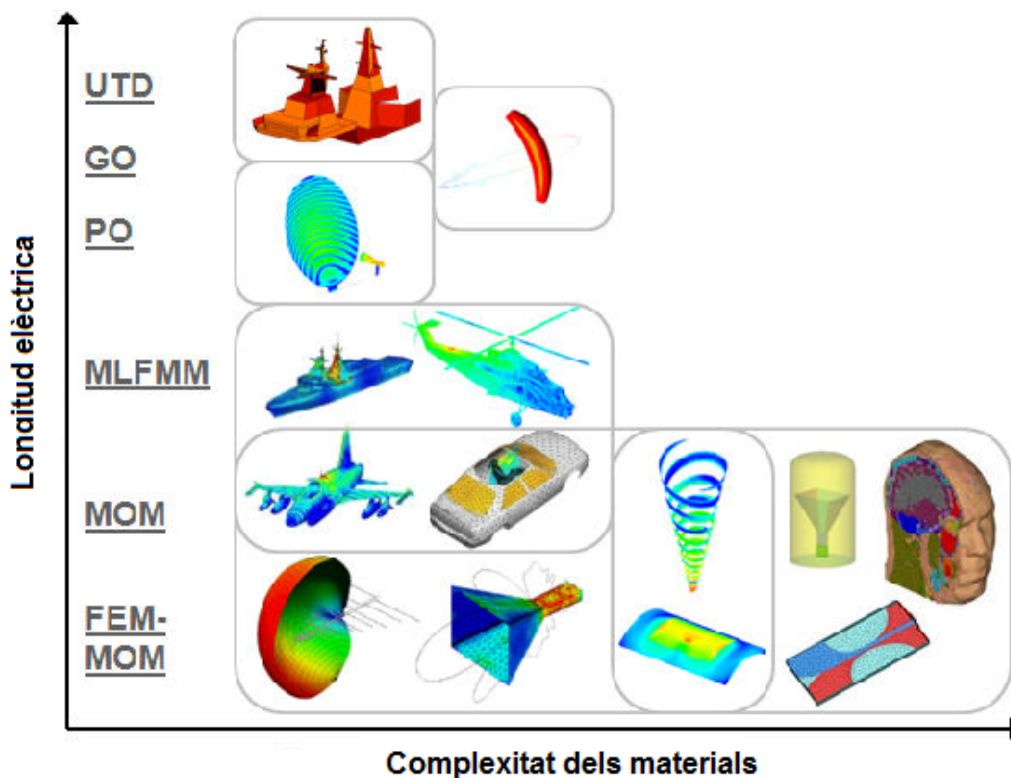 UTD
GO
PO
MLFMM
MOM
FEM-
MOM
Longitud elèctrica
Complexitat dels materials